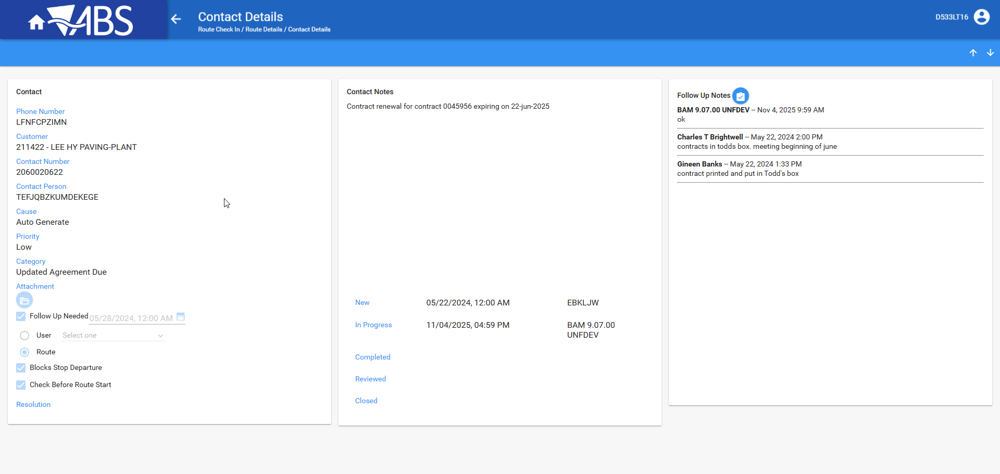 ABS
Contact Details
Route Check In / Route Details / Contact Details
D533LT16
Contact
Phone Number
LFNFCPZIMN
Customer
211422 - LEE HY PAVING-PLANT
Contact Number
2060020622
Contact Person
TEFJQBZKUMDEKEGE
Cause
Auto Generate
Priority
Low
Category
Updated Agreement Due
Attachment
Follow Up Needed 05/28/2024, 12:00 AM
User Select one
Route
Blocks Stop Departure
Check Before Route Start
Resolution
Contact Notes
Contract renewal for contract 0045956 expiring on 22-jun-2025
New 05/22/2024, 12:00 AM EBKLJW
In Progress 11/04/2025, 04:59 PM BAM 9.07.00
UNFDEV
Completed
Reviewed
Closed
Follow Up Notes
BAM 9.07.00 UNFDEV -- Nov 4, 2025 9:59 AM
ok
Charles T Brightwell -- May 22, 2024 2:00 PM
contracts in todds box. meeting beginning of june
Gineen Banks -- May 22, 2024 1:33 PM
contract printed and put in Todd's box